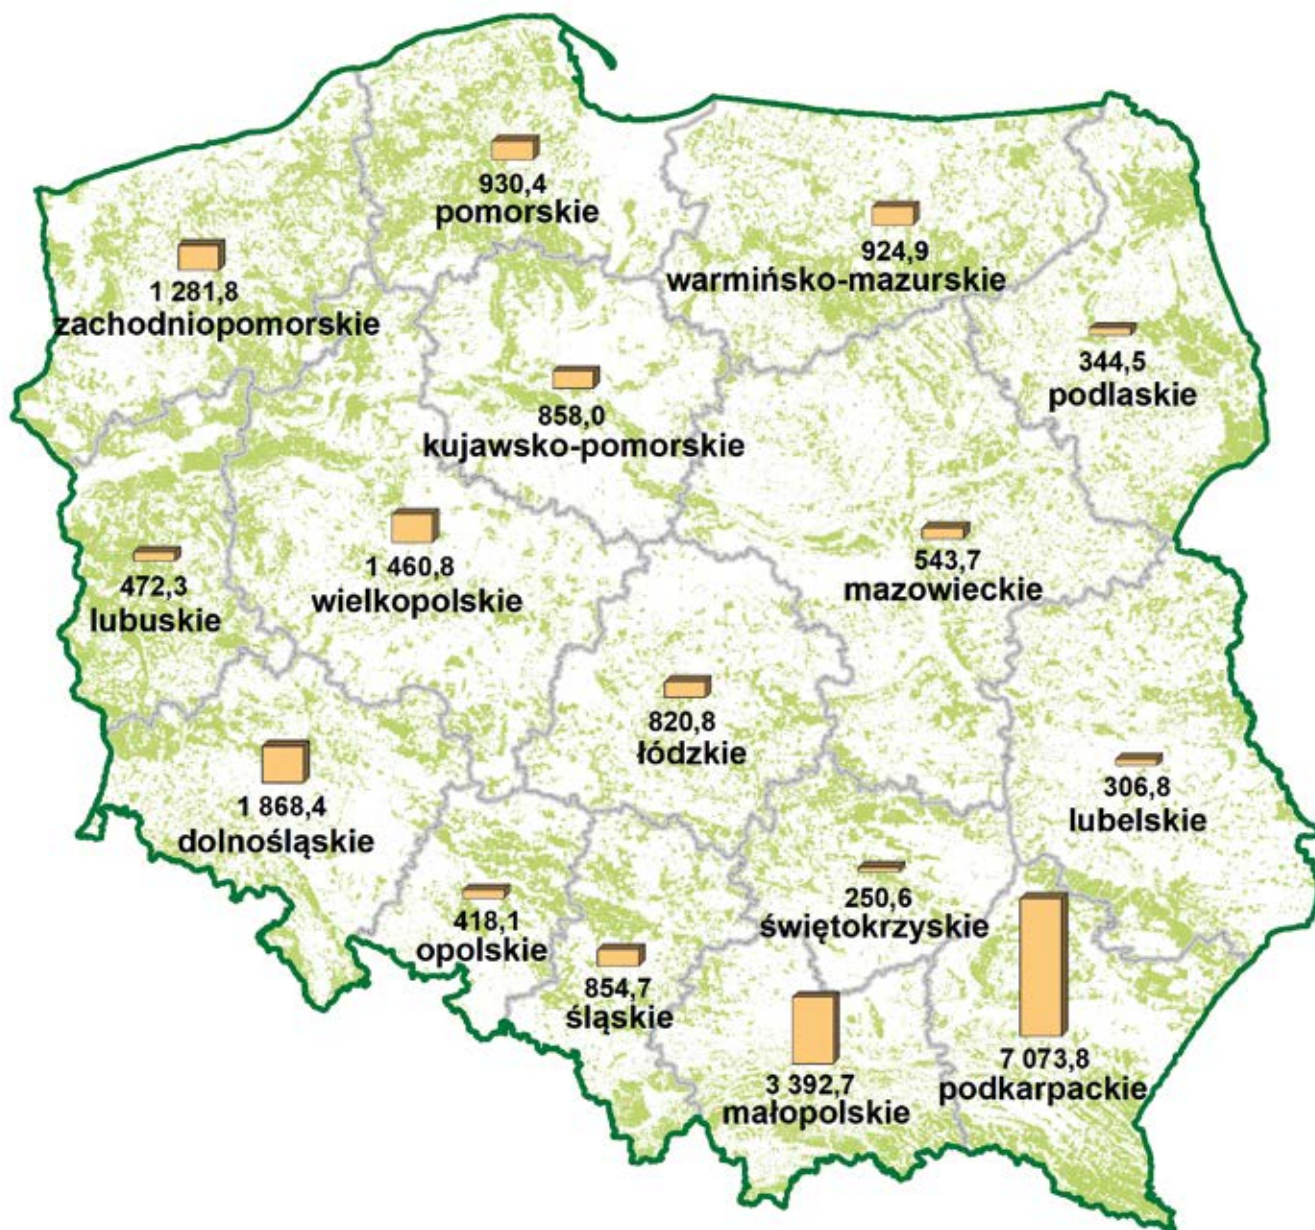 930,4
pomorskie
924,9
warmińsko-mazurskie
1 281,8
zachodniopomorskie
344,5
podlaskie
858,0
kujawsko-pomorskie
543,7
mazowieckie
1 460,8
wielkopolskie
472,3
lubuskie
820,8
łódzkie
306,8
lubelskie
1 868,4
dolnośląskie
250,6
świętokrzyskie
418,1
opolskie
854,7
śląskie
7 073,8
podkarpackie
3 392,7
małopolskie